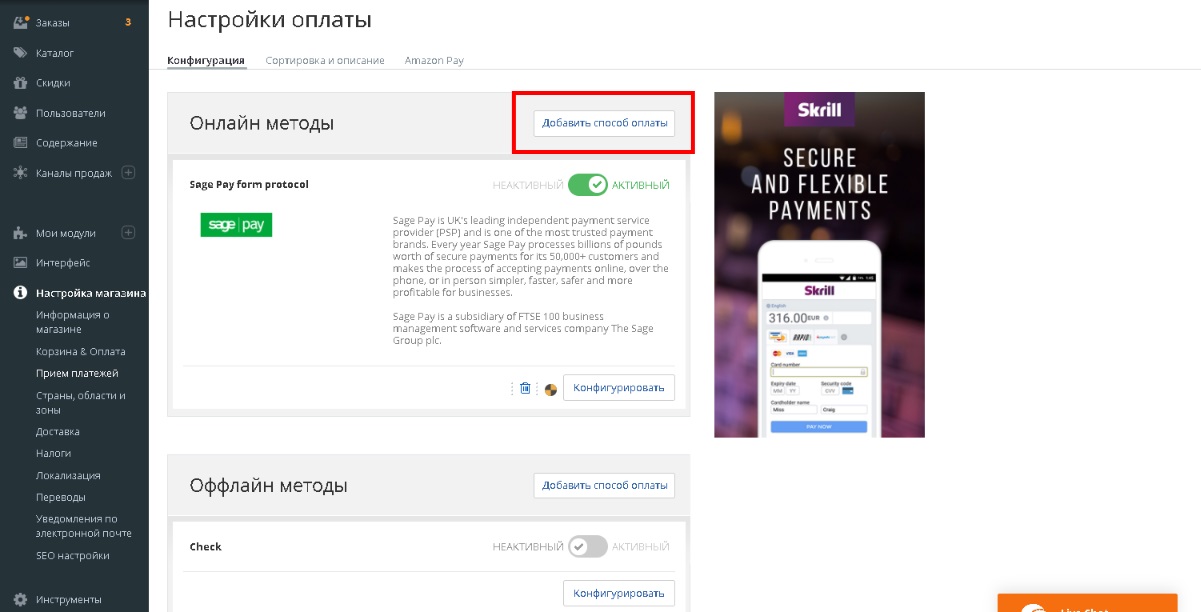 Заказы 3
Каталог
Скидки
Пользователи
Содержание
Каналы продаж
Мои модули
Интерфейс
Настройка магазина
Информация о
магазине
Корзина & Оплата
Прием платежей
Страны, области и
зоны
Доставка
Налоги
Локализация
Переводы
Уведомления по
электронной почте
SEO настройки
Инструменты
Настройки оплаты
Конфигурация Сортировка и описание Amazon Pay
Онлайн методы
Добавить способ оплаты
Sage Pay form protocol
НЕАКТИВНЫЙ АКТИВНЫЙ
sage pay
Sage Pay is UK's leading independent payment service
provider (PSP) and is one of the most trusted payment
brands. Every year Sage Pay processes billions of pounds
worth of secure payments for its 50,000+ customers and
makes the process of accepting payments online, over the
phone, or in person simpler, faster, safer and more
profitable for businesses.
Sage Pay is a subsidiary of FTSE 100 business
management software and services company The Sage
Group plc.
Конфигурировать
Оффлайн методы
Добавить способ оплаты
Check
НЕАКТИВНЫЙ АКТИВНЫЙ
Конфигурировать
Skrill
SECURE
AND FLEXIBLE
PAYMENTS
Skrill
English
316.00EUR
Card number
Expiry date Security code
MM YY CVV
Cardholder name
Miss Craig
PAY NOW
Live Chat